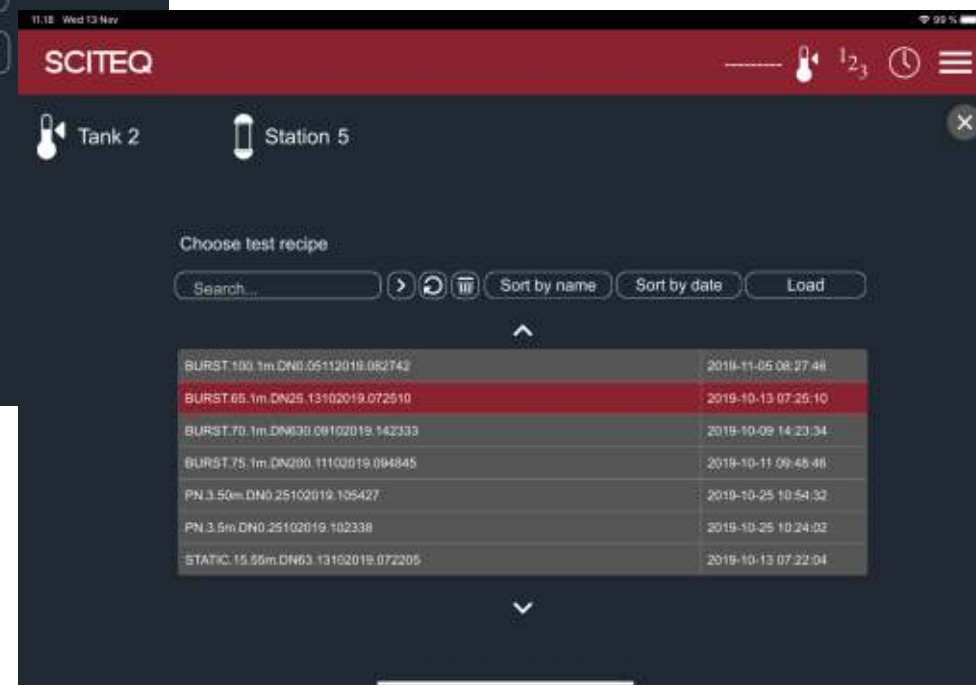 11.18 Wed 13 Nov 99 %
SCITEQ
--------- 1 2 3
Tank 2 Station 5
Choose test recipe
Search... Sort by name Sort by date Load
BURST.100.1m.DN0.05112019.082742 2019-11-05 08:27:46
BURST.65.1m.DN25.13102019.072510 2019-10-13 07:25:10
BURST.70.1m.DN630.09102019.142333 2019-10-09 14:23:34
BURST.75.1m.DN200.11102019.094845 2019-10-11 09:48:46
PN.3.50m.DN0.25102019.105427 2019-10-25 10:54:32
PN.3.5m.DN0.25102019.102338 2019-10-25 10:24:02
STATIC.15.55m.DN63.13102019.072205 2019-10-13 07:22:04